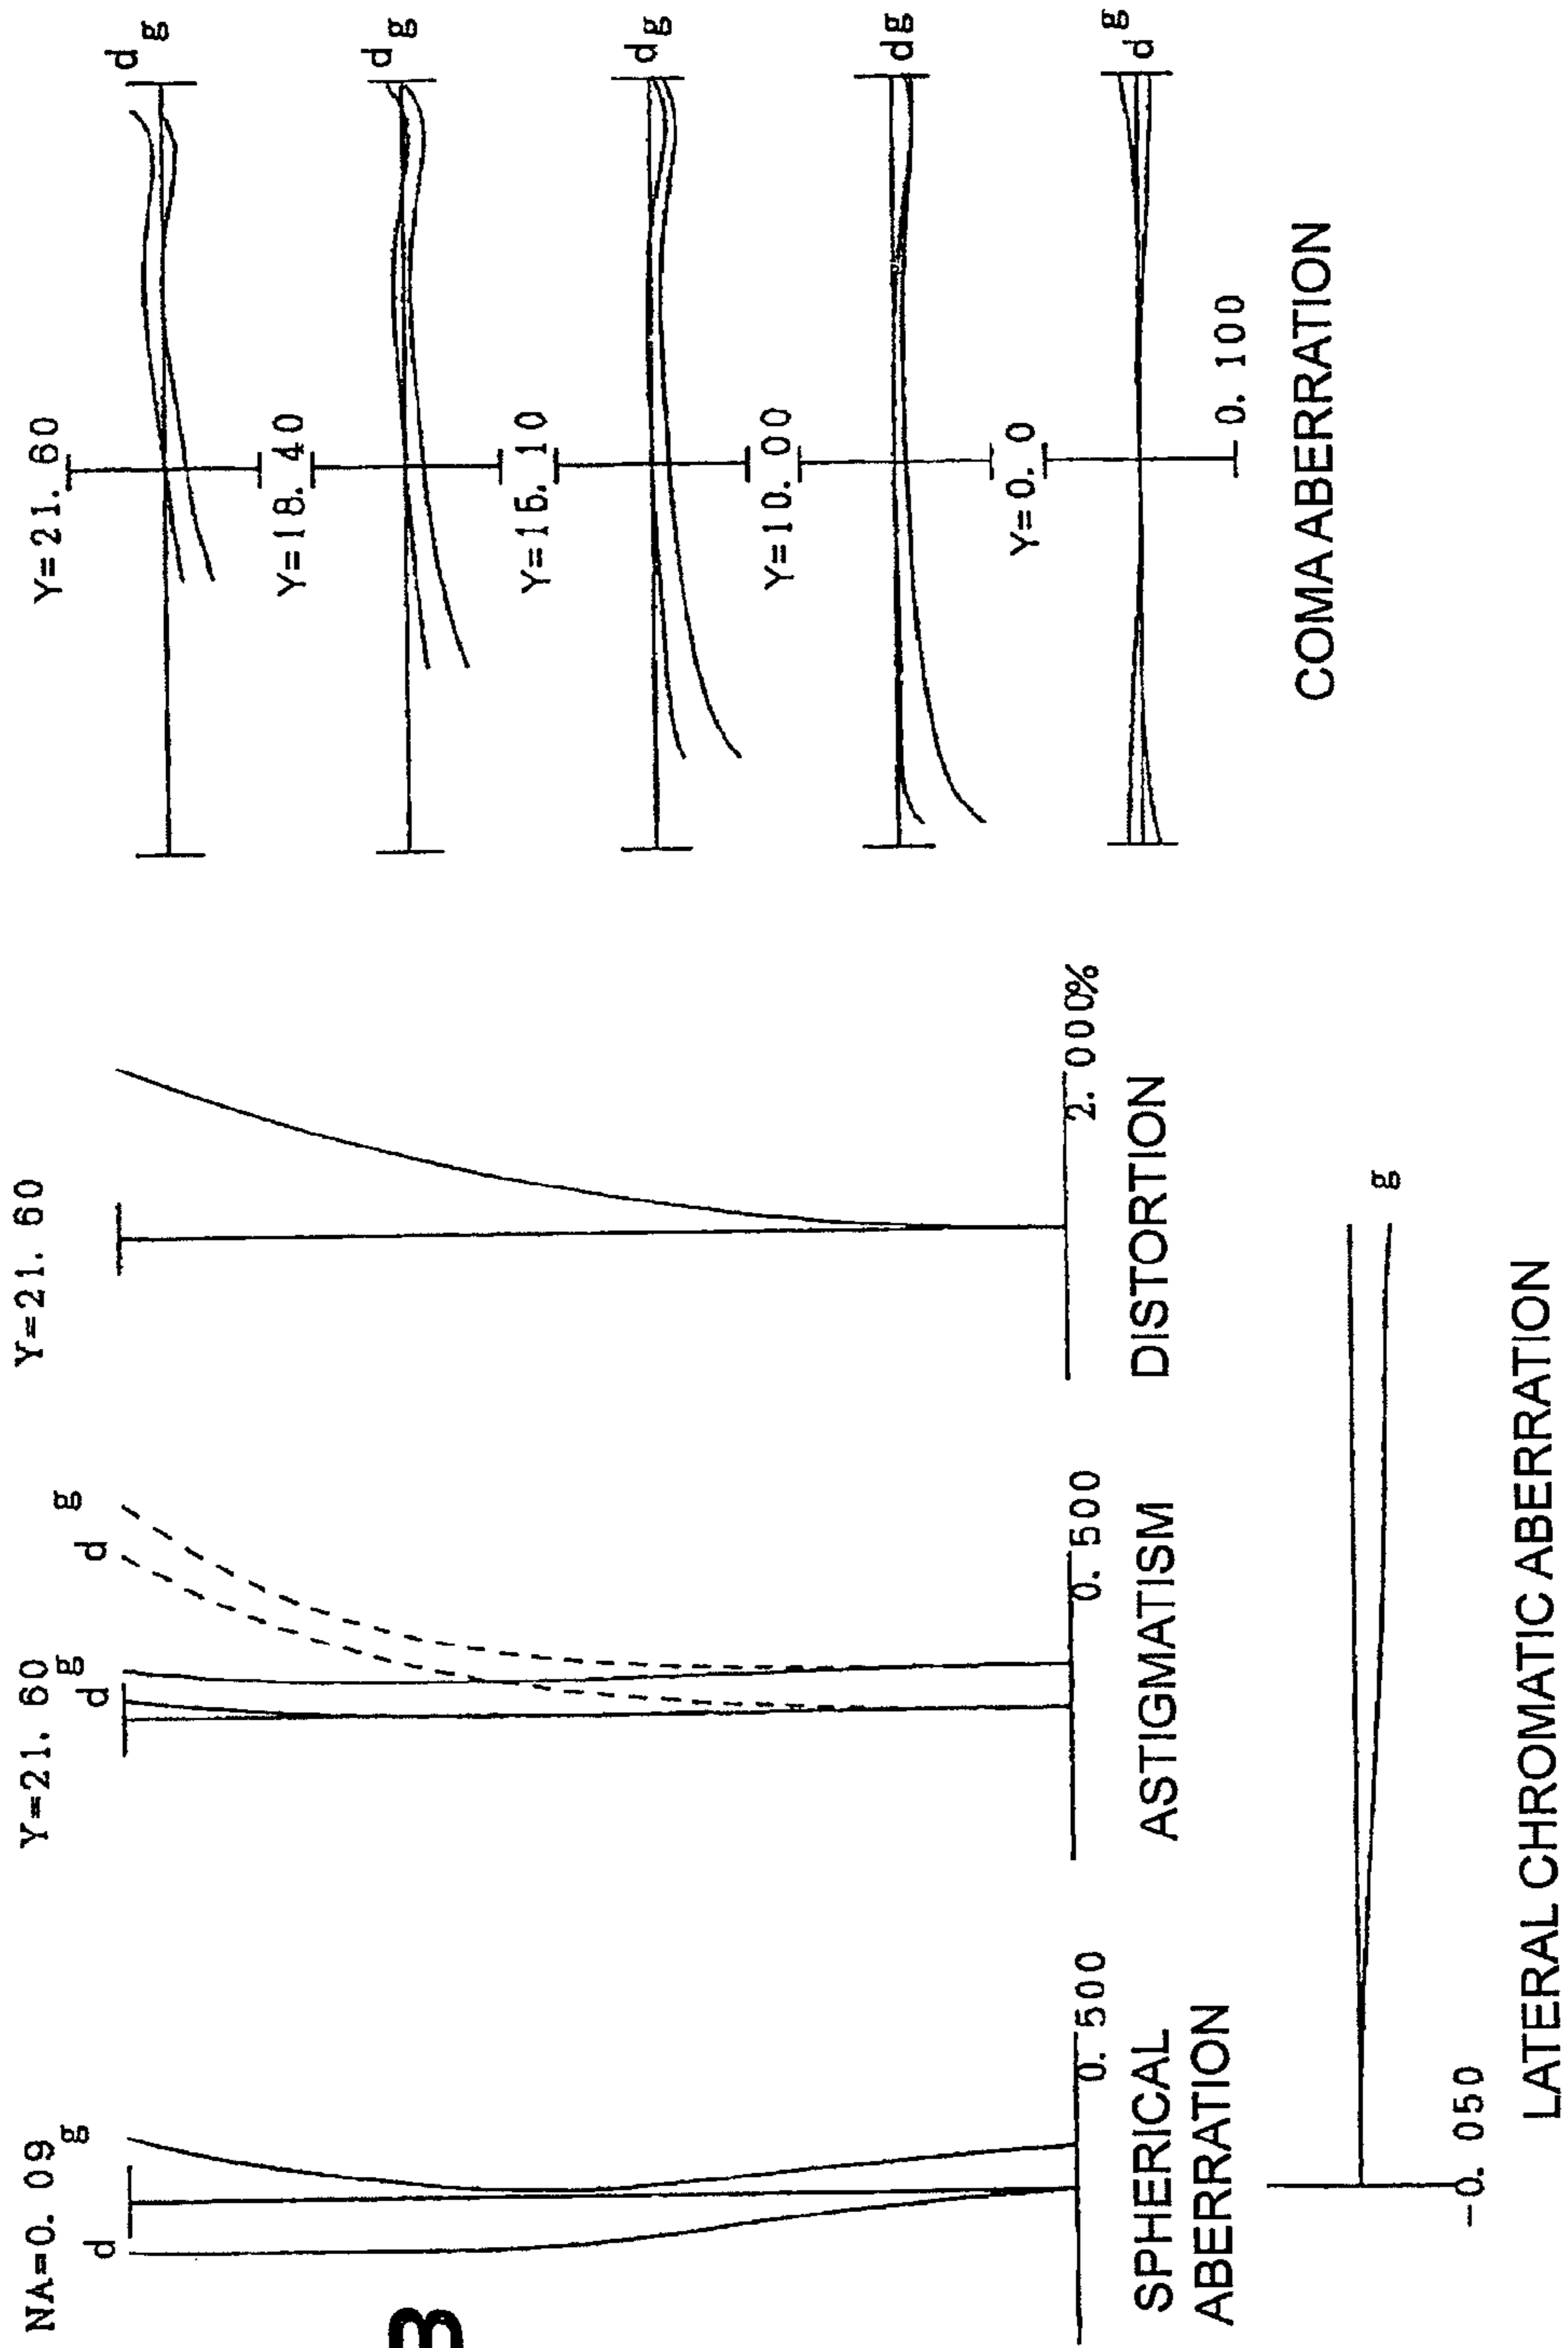 NA=0. 09
d g
0. 500
SPHERICAL
ABERRATION
Y=21. 60
d g
d g
0. 500
ASTIGMATISM
Y=21. 60
2. 000%
DISTORTION
Y=21. 60
d g
Y=18. 40
d g
Y=15. 10
d g
Y=10. 00
d g
Y=0. 0
d g
0. 100
COMA ABERRATION
g
-0. 050
LATERAL CHROMATIC ABERRATION